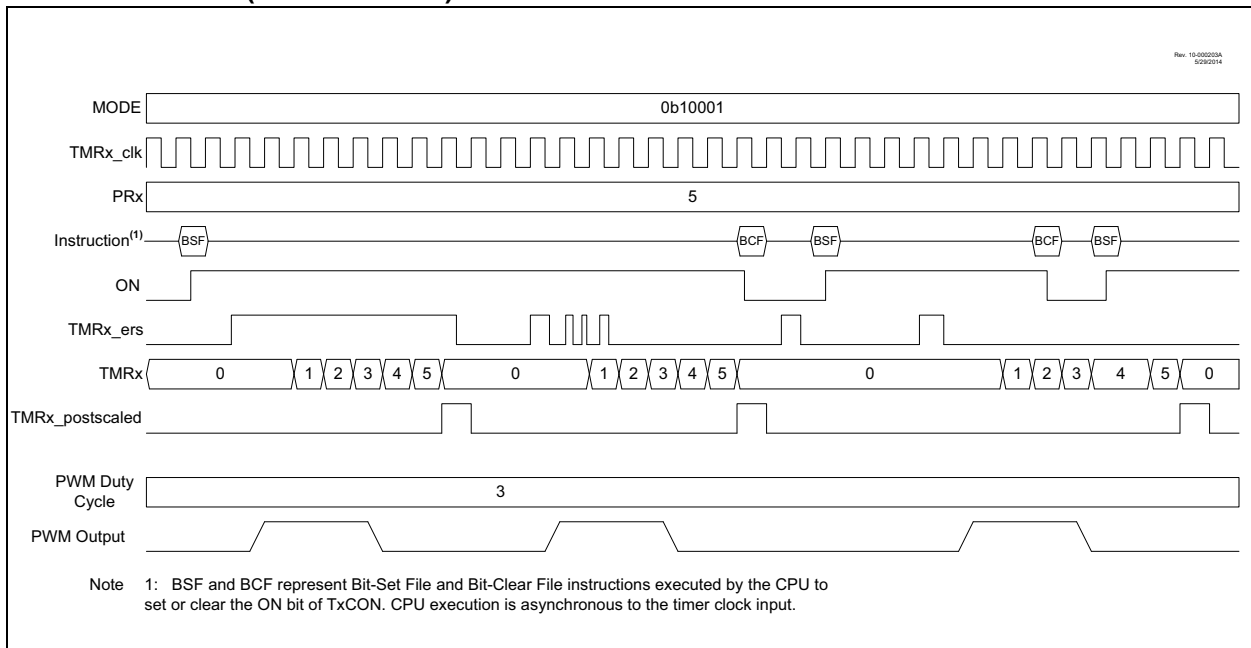 Rev. 10-000203A
5/29/2014
MODE 0b10001
TMRx_clk
PRx 5
Instruction(1) BSF BCF BSF BCF BSF
ON
TMRx_ers
TMRx 0 1 2 3 4 5 0 1 2 3 4 5 0 1 2 3 4 5 0
TMRx_postscaled
PWM Duty
Cycle 3
PWM Output
Note 1: BSF and BCF represent Bit-Set File and Bit-Clear File instructions executed by the CPU to
set or clear the ON bit of TxCON. CPU execution is asynchronous to the timer clock input.